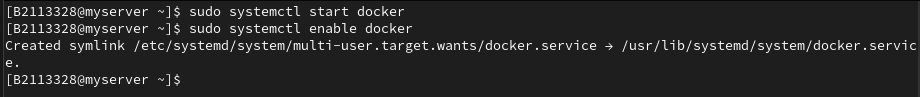 [B2113328@myserver ~]$ sudo systemctl start docker
[B2113328@myserver ~]$ sudo systemctl enable docker
Created symlink /etc/systemd/system/multi-user.target.wants/docker.service → /usr/lib/systemd/system/docker.servic
e.
[B2113328@myserver ~]$